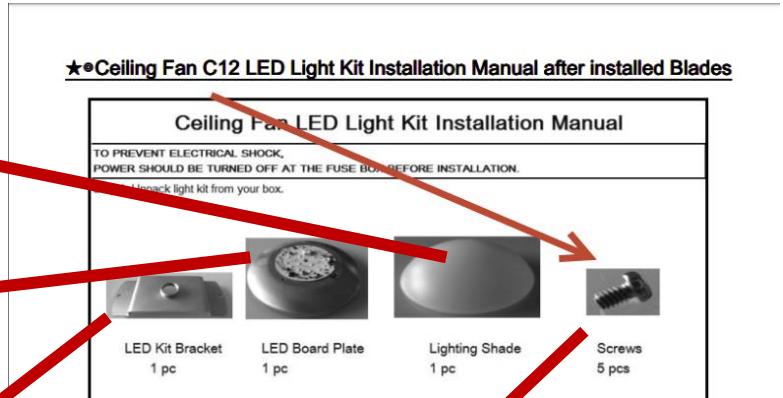 ★⊚Ceiling Fan C12 LED Light Kit Installation Manual after installed Blades
Ceiling Fan LED Light Kit Installation Manual
TO PREVENT ELECTRICAL SHOCK,
POWER SHOULD BE TURNED OFF AT THE FUSE BOX BEFORE INSTALLATION.
Unpack light kit from your box.
LED Kit Bracket LED Board Plate Lighting Shade Screws
1 pc 1 pc 1 pc 5 pcs